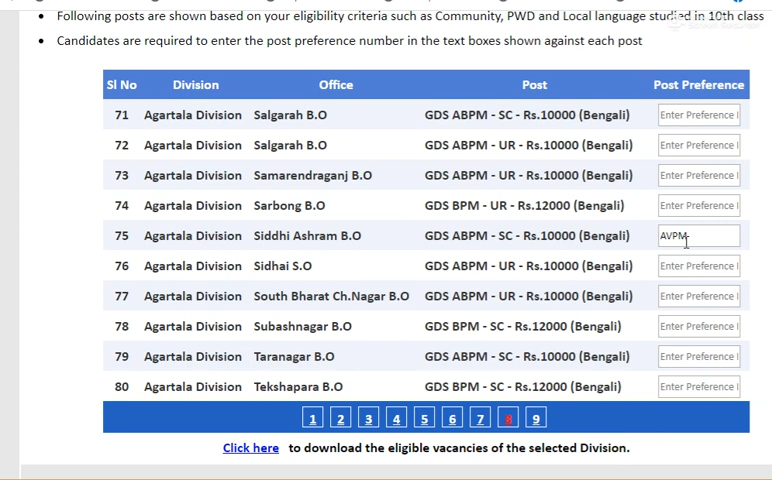 Following posts are shown based on your eligibility criteria such as Community, PWD and Local language studied in 10th class
Candidates are required to enter the post preference number in the text boxes shown against each post
Sl No Division Office Post Post Preference
71 Agartala Division Salgarah B.O GDS ABPM - SC - Rs.10000 (Bengali) Enter Preference
72 Agartala Division Salgarah B.O GDS ABPM - UR - Rs.10000 (Bengali) Enter Preference
73 Agartala Division Samarendraganj B.O GDS ABPM - UR - Rs.10000 (Bengali) Enter Preference
74 Agartala Division Sarbong B.O GDS BPM - UR - Rs.12000 (Bengali) Enter Preference
75 Agartala Division Siddhi Ashram B.O GDS ABPM - SC - Rs.10000 (Bengali) AVPM-
76 Agartala Division Sidhai S.O GDS ABPM - UR - Rs.10000 (Bengali) Enter Preference
77 Agartala Division South Bharat Ch.Nagar B.O GDS ABPM - UR - Rs.10000 (Bengali) Enter Preference
78 Agartala Division Subashnagar B.O GDS BPM - SC - Rs.12000 (Bengali) Enter Preference
79 Agartala Division Taranagar B.O GDS ABPM - SC - Rs.10000 (Bengali) Enter Preference
80 Agartala Division Tekshapara B.O GDS BPM - SC - Rs.12000 (Bengali) Enter Preference
1 2 3 4 5 6 7 8 9
Click here to download the eligible vacancies of the selected Division.